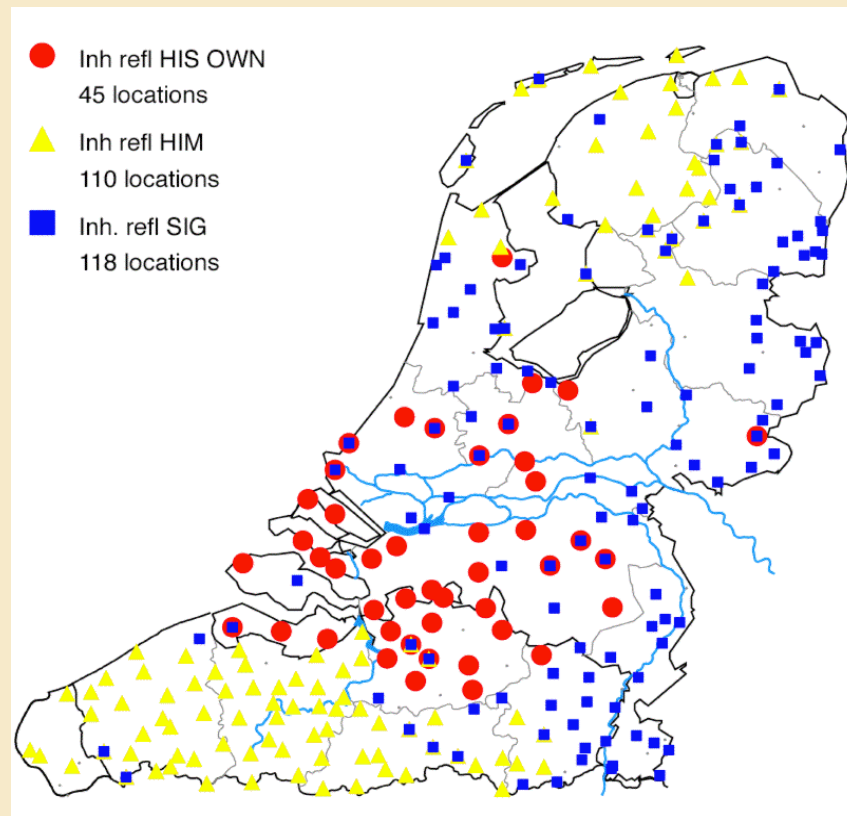 Inh refl HIS OWN
45 locations
Inh refl HIM
110 locations
Inh. refl SIG
118 locations